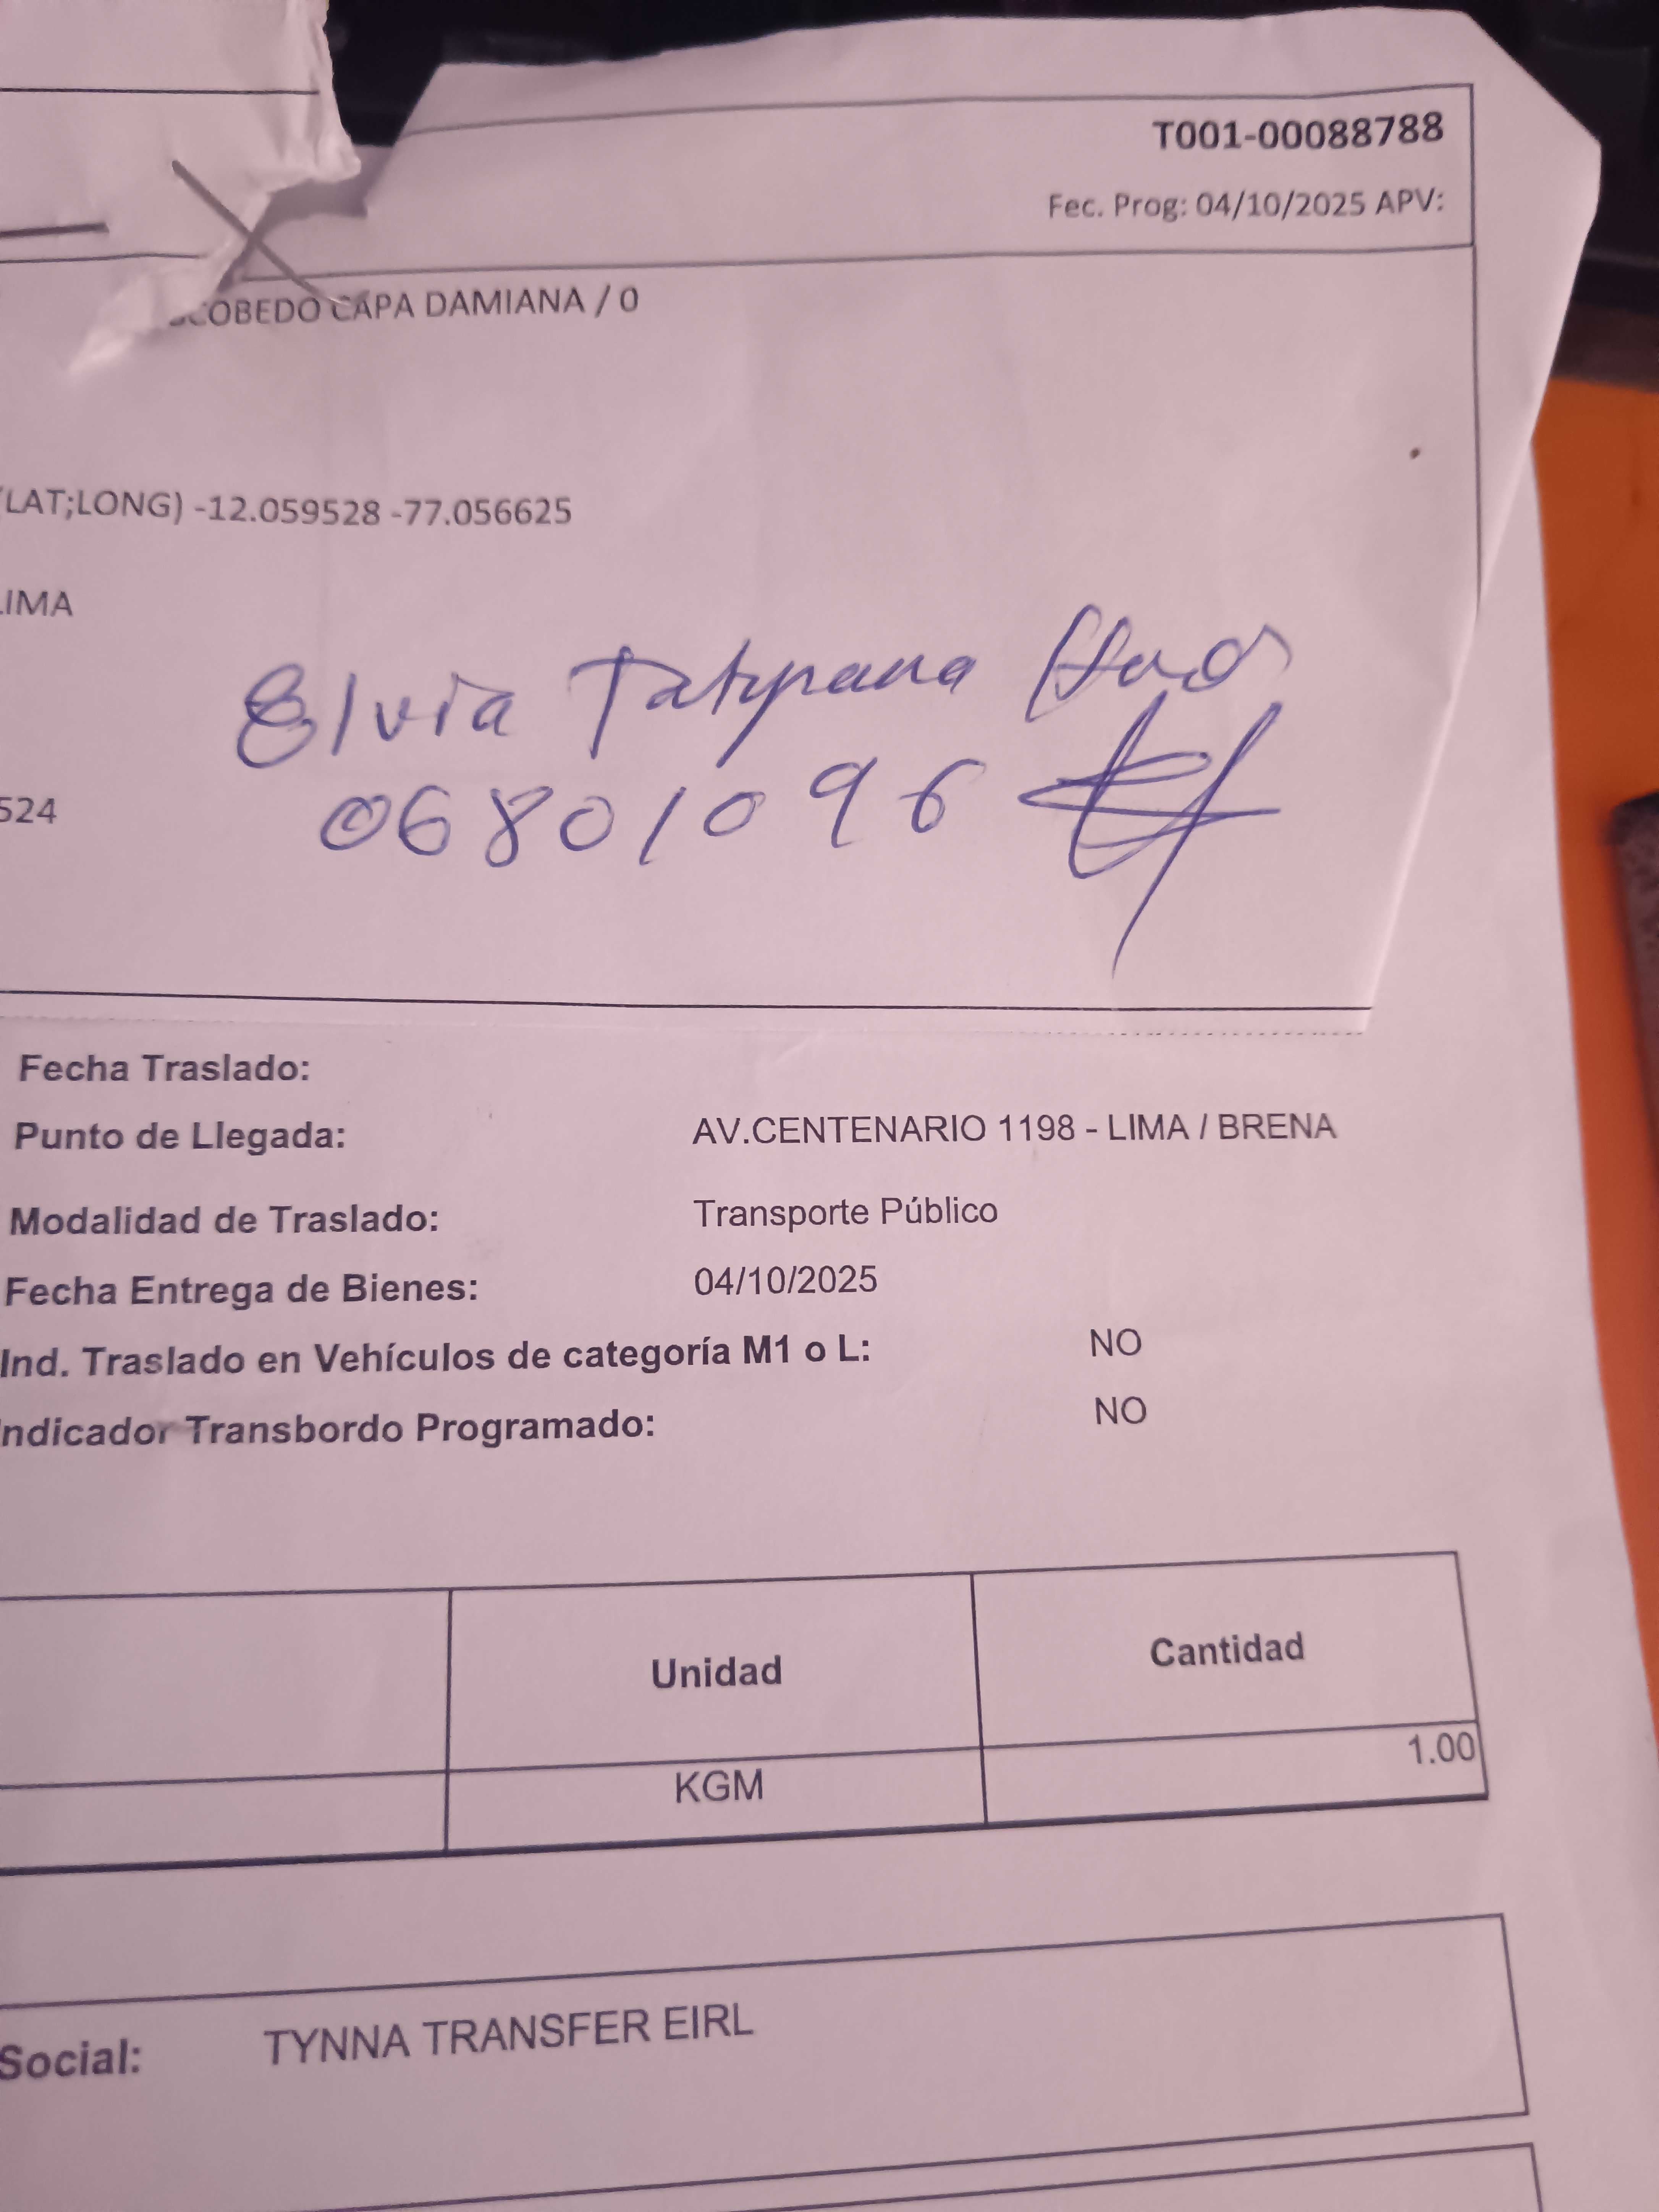 T001-00088788
Fec. Prog: 04/10/2025 APV:
COBEDO CAPA DAMIANA / 0
(LAT;LONG) -12.059528 -77.056625
LIMA
Elvia Tatyana
524
06801096
Fecha Traslado:
Punto de Llegada: AV.CENTENARIO 1198 - LIMA / BRENA
Modalidad de Traslado: Transporte Público
Fecha Entrega de Bienes: 04/10/2025
Ind. Traslado en Vehículos de categoría M1 o L: NO
Indicador Transbordo Programado: NO
Unidad Cantidad
KGM 1.00
Social: TYNNA TRANSFER EIRL